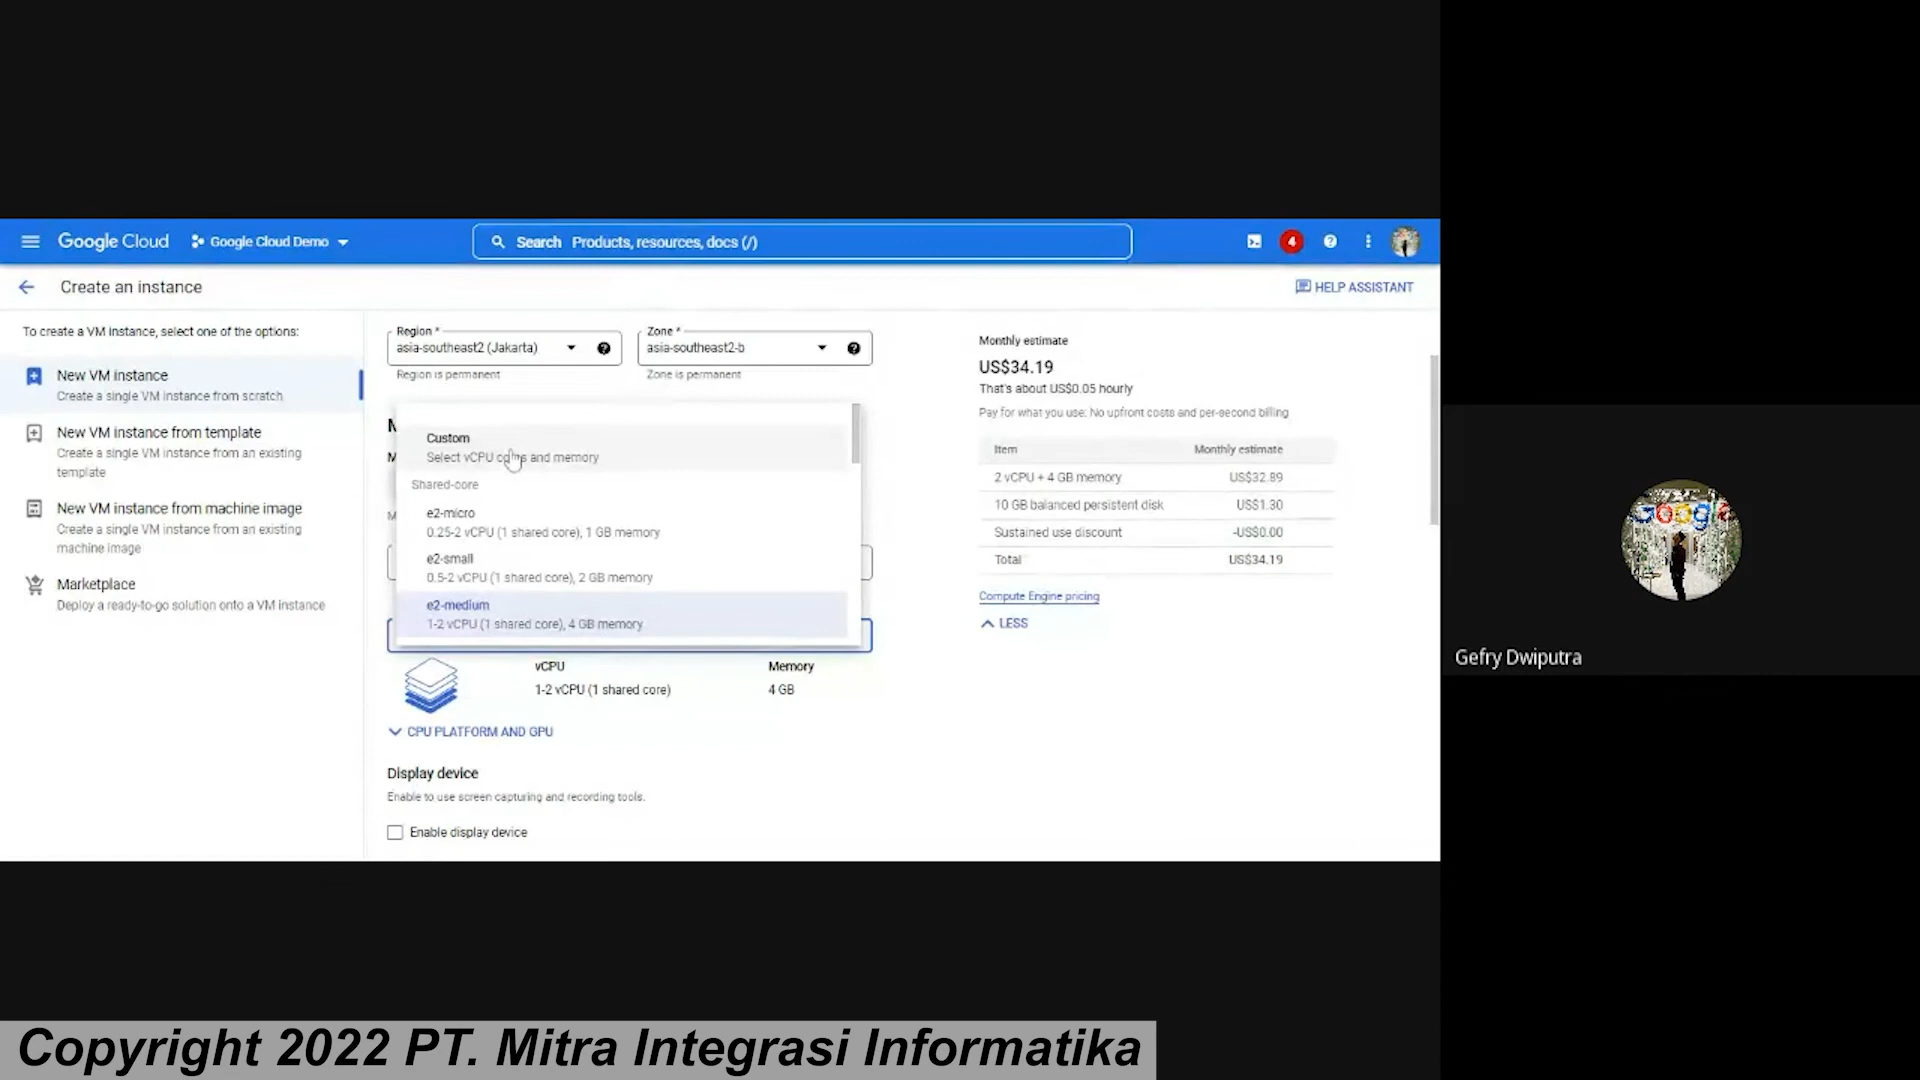 Google Cloud
Google Cloud Demo
Search Products, resources, docs (/)
4
Create an instance
HELP ASSISTANT
To create a VM instance, select one of the options:
New VM instance
Create a single VM instance from scratch
New VM instance from template
Create a single VM instance from an existing
template
New VM instance from machine image
Create a single VM instance from an existing
machine image
Marketplace
Deploy a ready-to-go solution onto a VM instance
Region *
asia-southeast2 (Jakarta)
Region is permanent
Zone *
asia-southeast2-b
Zone is permanent
Custom
Select vCPU and memory
Shared-core
e2-micro
0.25-2 vCPU (1 shared core), 1 GB memory
e2-small
0.5-2 vCPU (1 shared core), 2 GB memory
e2-medium
1-2 vCPU (1 shared core), 4 GB memory
vCPU
1-2 vCPU (1 shared core)
Memory
4 GB
CPU PLATFORM AND GPU
Display device
Enable to use screen capturing and recording tools.
Enable display device
Monthly estimate
US$34.19
That's about US$0.05 hourly
Pay for what you use: No upfront costs and per-second billing
Item Monthly estimate
2 vCPU + 4 GB memory US$32.89
10 GB balanced persistent disk US$1.30
Sustained use discount -US$0.00
Total US$34.19
Compute Engine pricing
LESS
Google
Gefry Dwiputra
Copyright 2022 PT. Mitra Integrasi Informatika